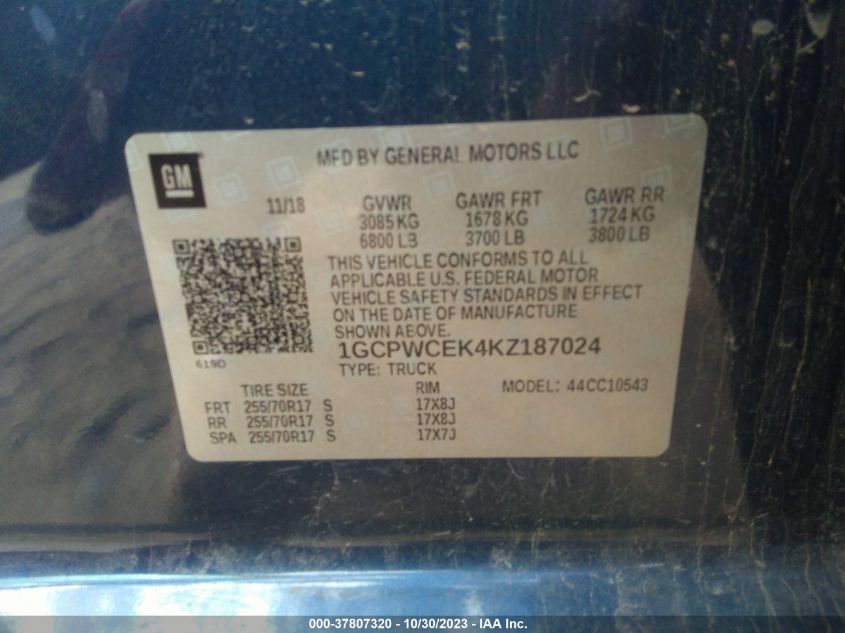 GM
MFD BY GENERAL MOTORS LLC
11/18 GVWR GAWR FRT GAWR RR
3085 KG 1678 KG 1724 KG
6800 LB 3700 LB 3800 LB
THIS VEHICLE CONFORMS TO ALL
APPLICABLE U.S. FEDERAL MOTOR
VEHICLE SAFETY STANDARDS IN EFFECT
ON THE DATE OF MANUFACTURE
SHOWN ABOVE.
1GCPWCEK4KZ187024
619D
TYPE: TRUCK MODEL: 44CC10543
TIRE SIZE RIM
FRT 255/70R17 S 17X8J
RR 255/70R17 S 17X8J
SPA 255/70R17 S 17X7J
000-37807320 - 10/30/2023 - IAA Inc.